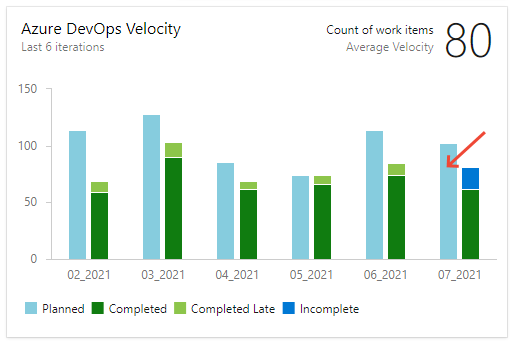 Azure DevOps Velocity
Last 6 iterations
Count of work items
Average Velocity
80
150
100
50
0
02_2021 03_2021 04_2021 05_2021 06_2021 07_2021
Planned Completed Completed Late Incomplete